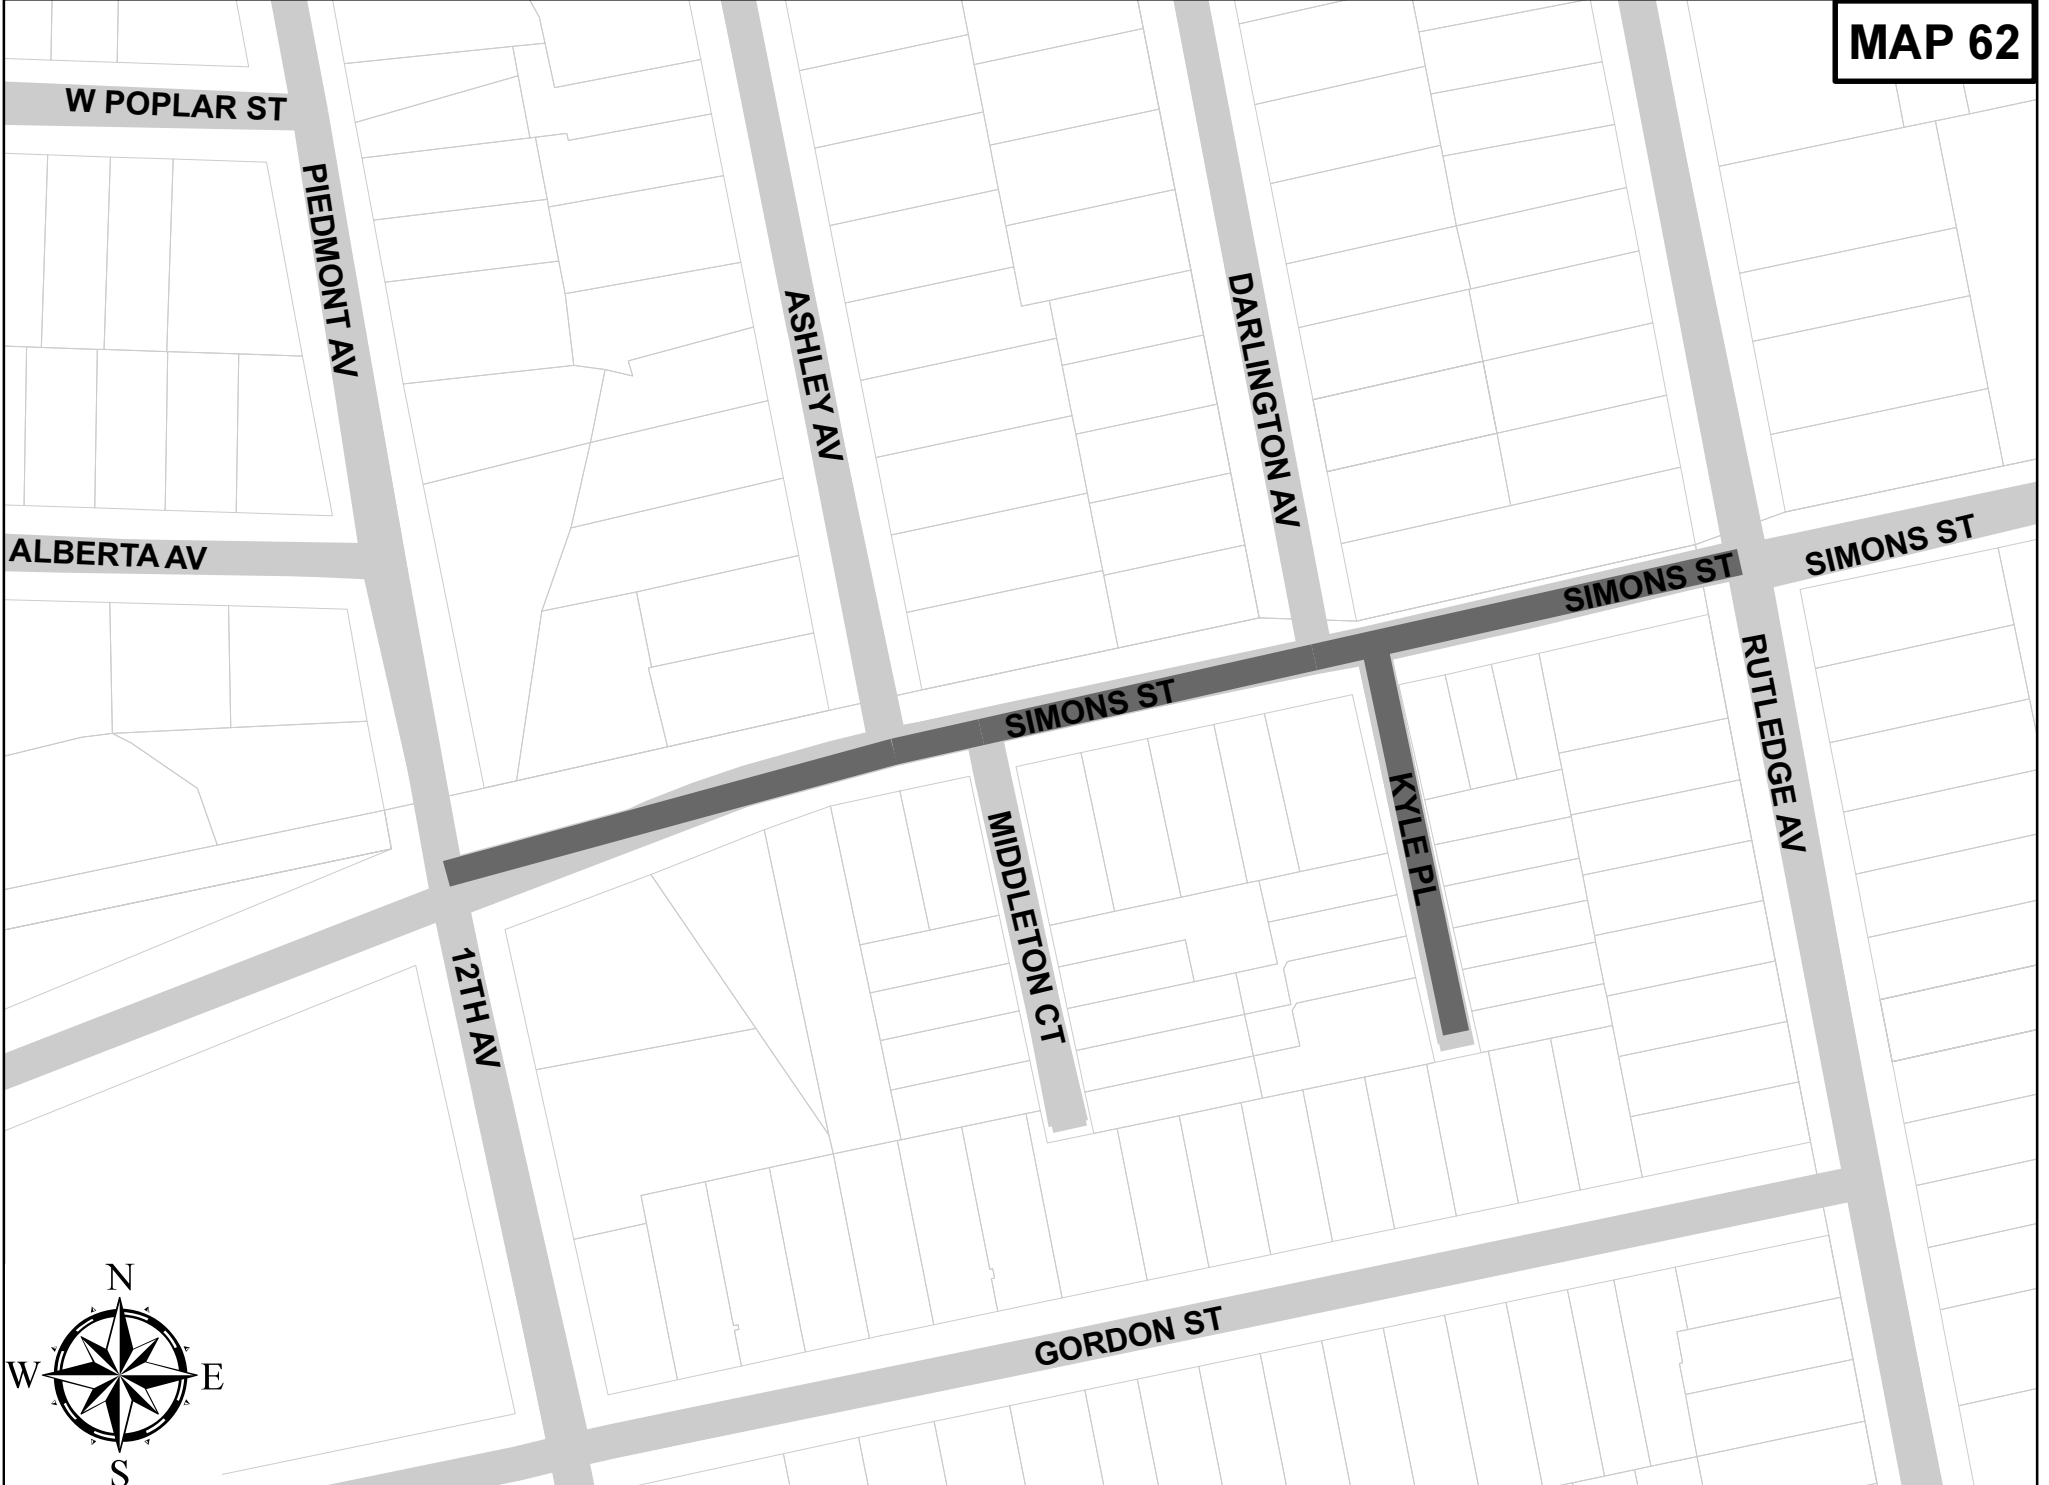 MAP 62
W POPLAR ST
PIEDMONT AV
ASHLEY AV
DARLINGTON AV
ALBERTA AV
SIMONS ST
SIMONS ST
SIMONS ST
RUTLEDGE AV
KYLE PL
MIDDLETON CT
12TH AV
GORDON ST
N
W
E
S